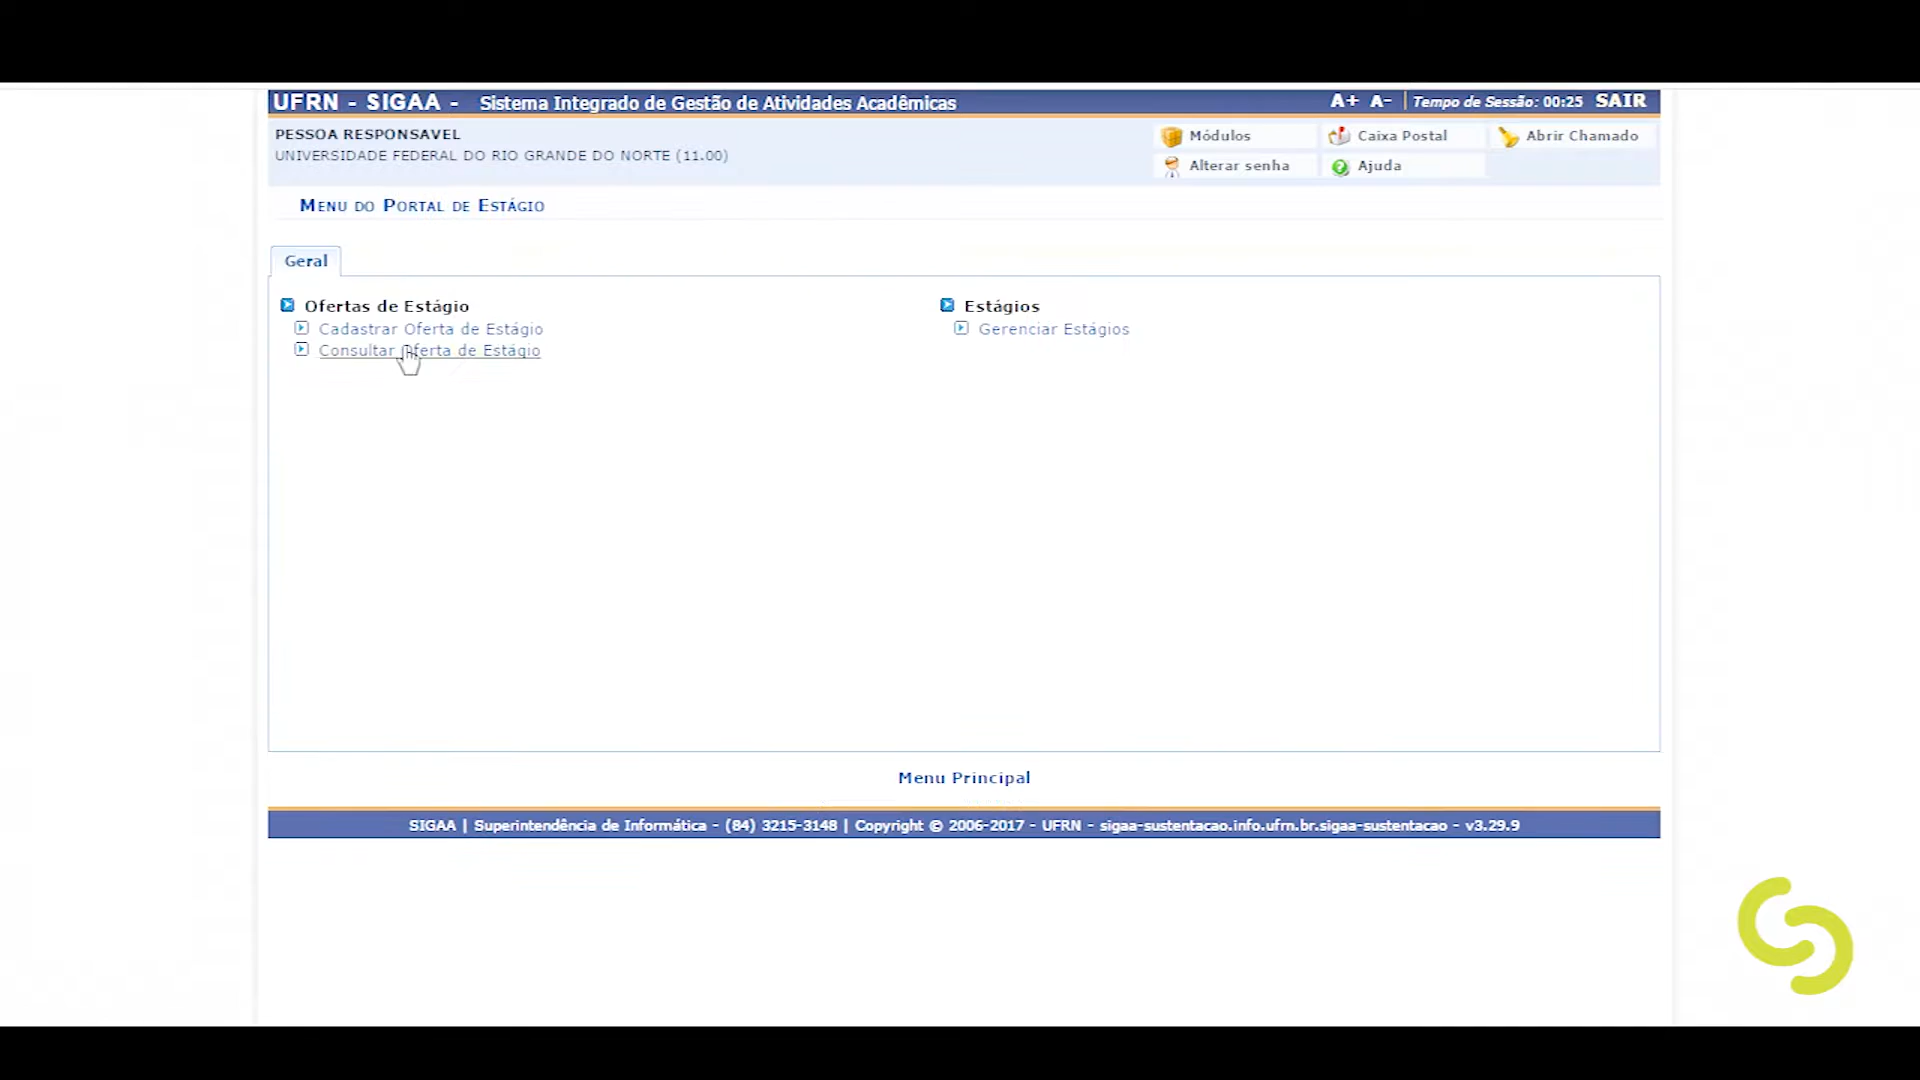 UFRN - SIGAA - Sistema Integrado de Gestão de Atividades Acadêmicas
A+ A- Tempo de Sessão: 00:25 SAIR
PESSOA RESPONSAVEL
UNIVERSIDADE FEDERAL DO RIO GRANDE DO NORTE (11.00)
Módulos Caixa Postal Abrir Chamado
Alterar senha Ajuda
MENU DO PORTAL DE ESTÁGIO
Geral
Ofertas de Estágio
Cadastrar Oferta de Estágio
Consultar Oferta de Estágio
Estágios
Gerenciar Estágios
Menu Principal
SIGAA | Superintendência de Informática - (84) 3215-3148 | Copyright © 2006-2017 - UFRN - sigaa-sustentacao.info.ufrn.br.sigaa-sustentacao - v3.29.9